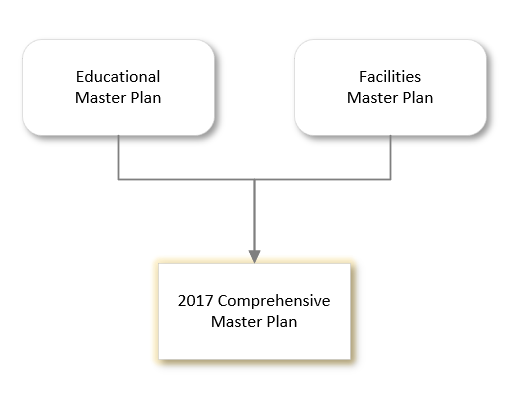 Educational
Master Plan
Facilities
Master Plan
2017 Comprehensive
Master Plan